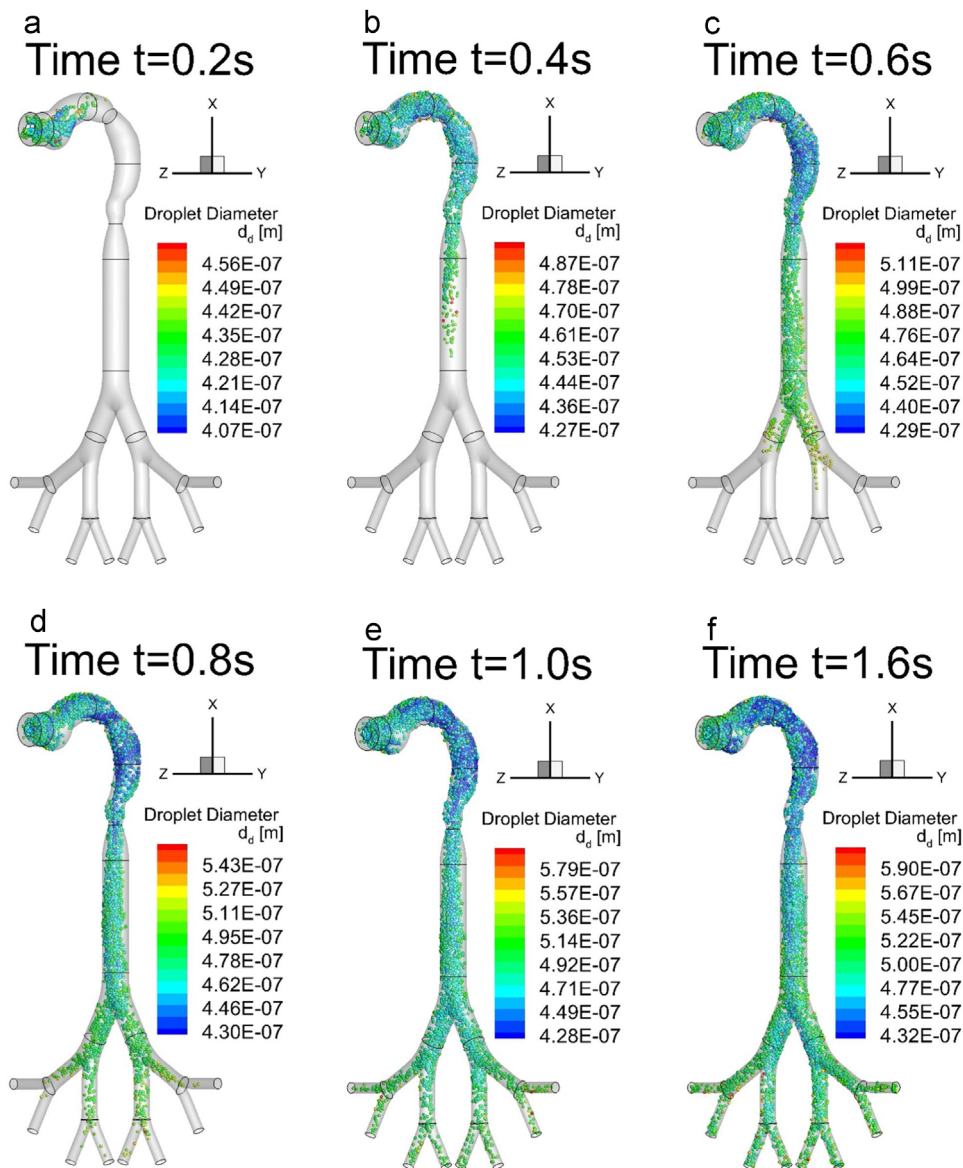 a
Time t=0.2s
X
Z
Y
Droplet Diameter
d_d [m]
4.56E-07
4.49E-07
4.42E-07
4.35E-07
4.28E-07
4.21E-07
4.14E-07
4.07E-07
b
Time t=0.4s
X
Z
Y
Droplet Diameter
d_d [m]
4.87E-07
4.78E-07
4.70E-07
4.61E-07
4.53E-07
4.44E-07
4.36E-07
4.27E-07
c
Time t=0.6s
X
Z
Y
Droplet Diameter
d_d [m]
5.11E-07
4.99E-07
4.88E-07
4.76E-07
4.64E-07
4.52E-07
4.40E-07
4.29E-07
d
Time t=0.8s
X
Z
Y
Droplet Diameter
d_d [m]
5.43E-07
5.27E-07
5.11E-07
4.95E-07
4.78E-07
4.62E-07
4.46E-07
4.30E-07
e
Time t=1.0s
X
Z
Y
Droplet Diameter
d_d [m]
5.79E-07
5.57E-07
5.36E-07
5.14E-07
4.92E-07
4.71E-07
4.49E-07
4.28E-07
f
Time t=1.6s
X
Z
Y
Droplet Diameter
d_d [m]
5.90E-07
5.67E-07
5.45E-07
5.22E-07
5.00E-07
4.77E-07
4.55E-07
4.32E-07